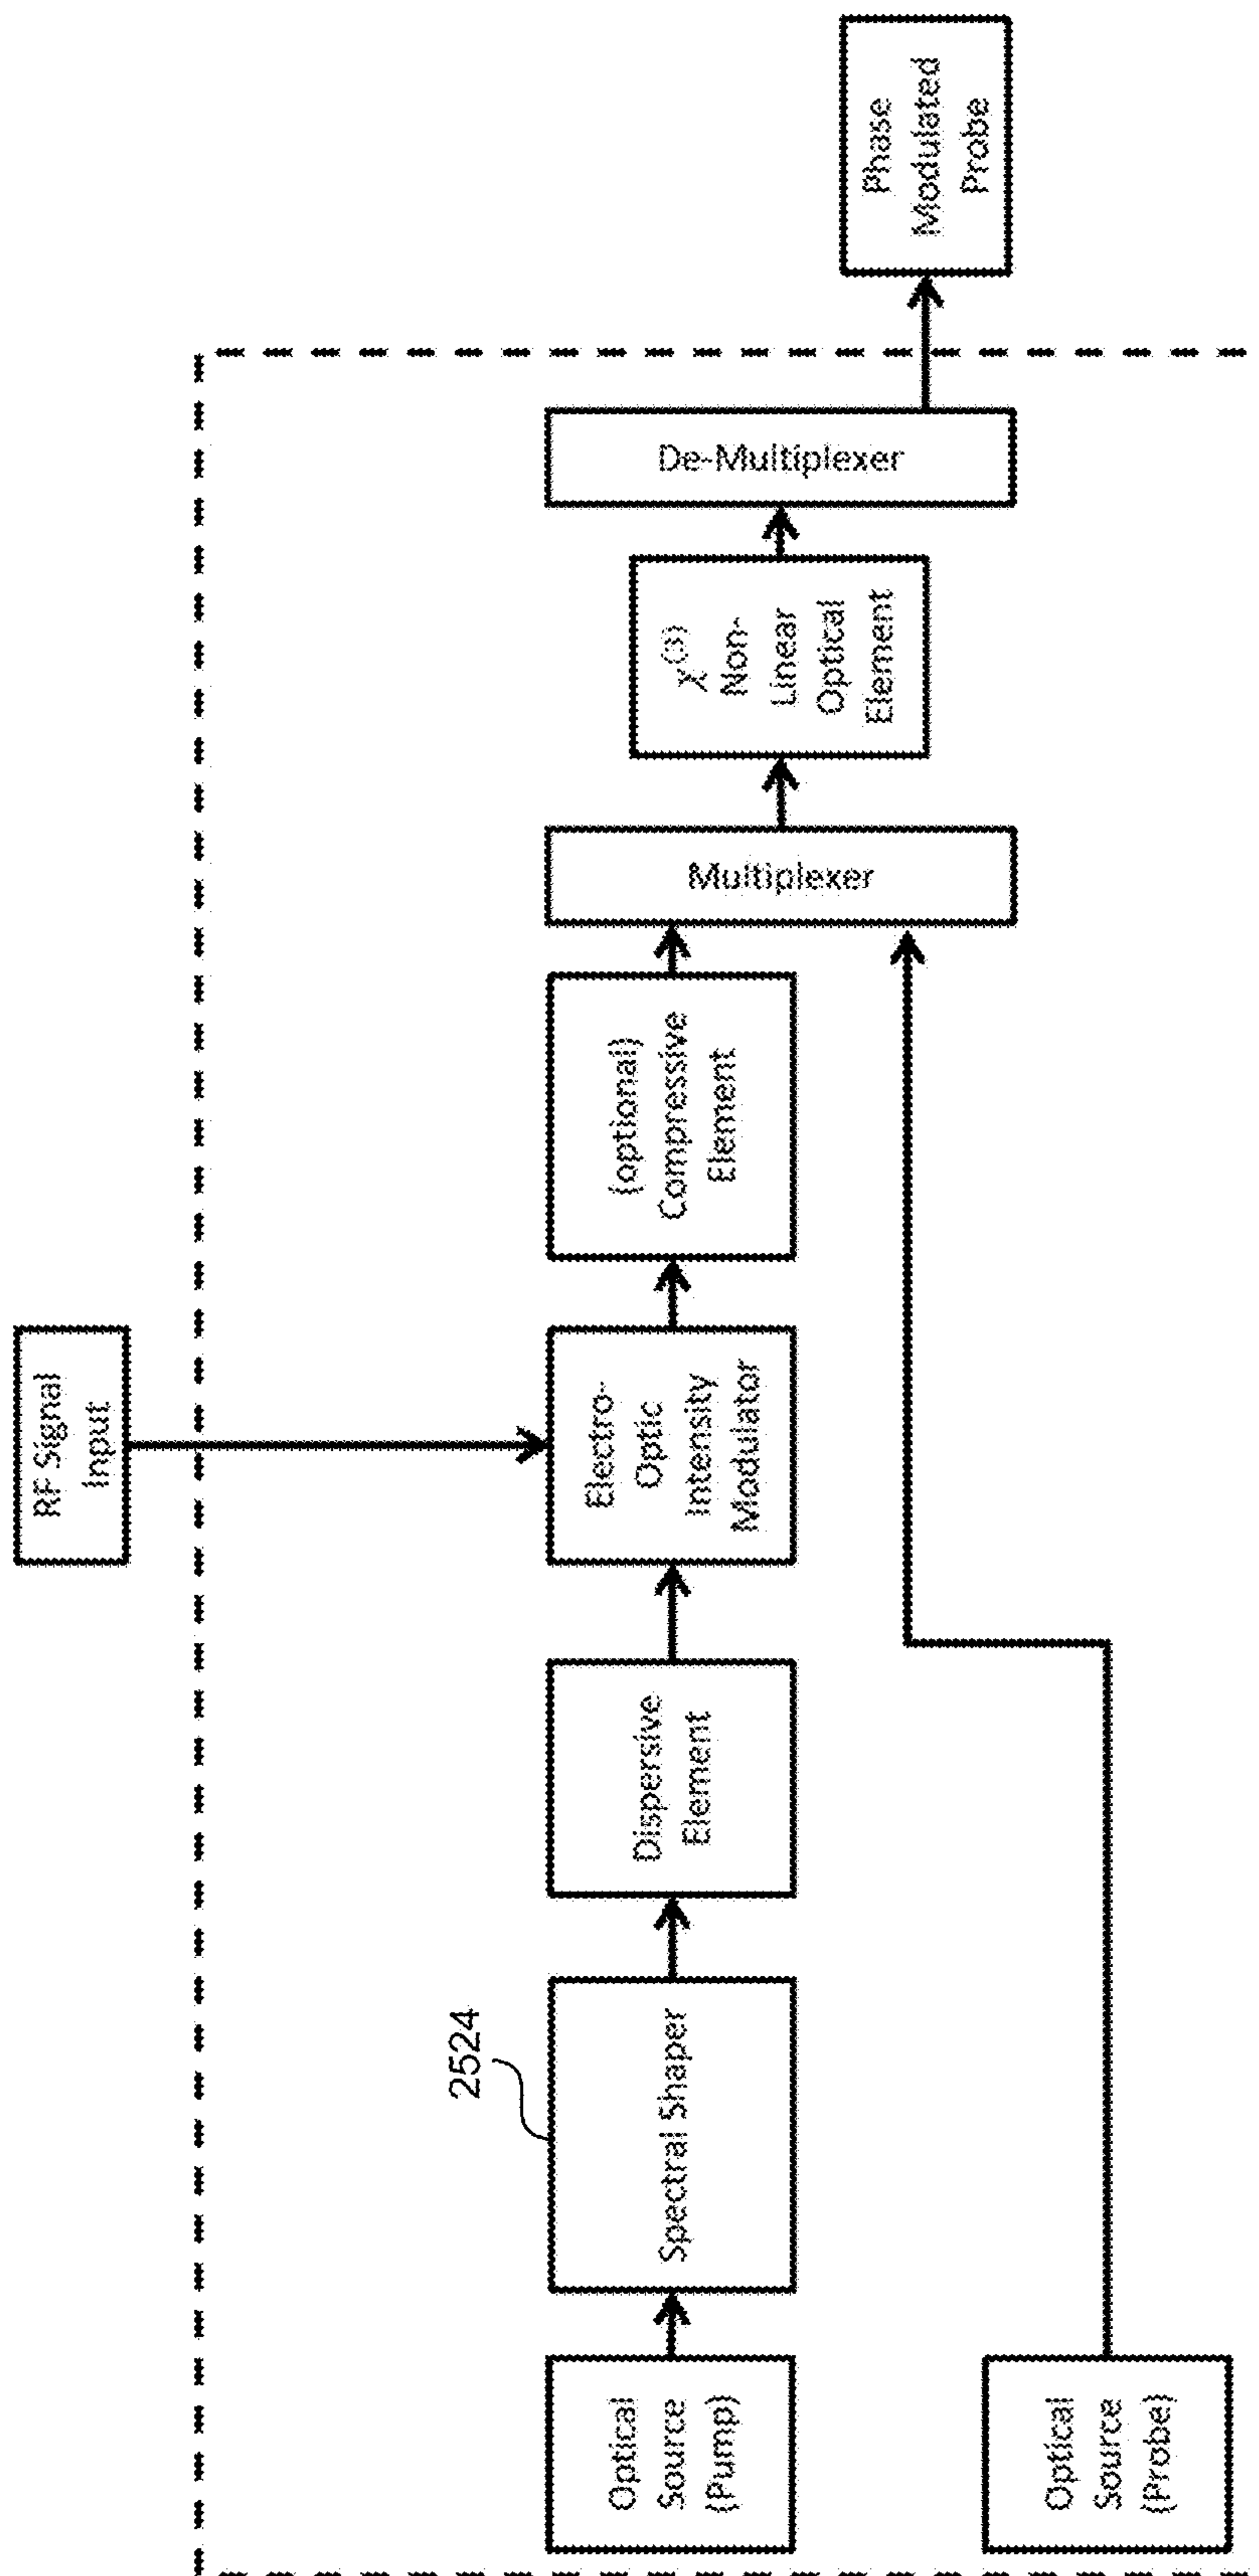 RF Signal
Input
2524
Optical
Source
(Pump)
Spectral Shaper
Dispersive
Element
Electro-
Optic
Intensity
Modulator
(optional)
Compressive
Element
Multiplexer
χ(3)
Non-
Linear
Optical
Element
De-Multiplexer
Phase
Modulated
Probe
Optical
Source
(Probe)